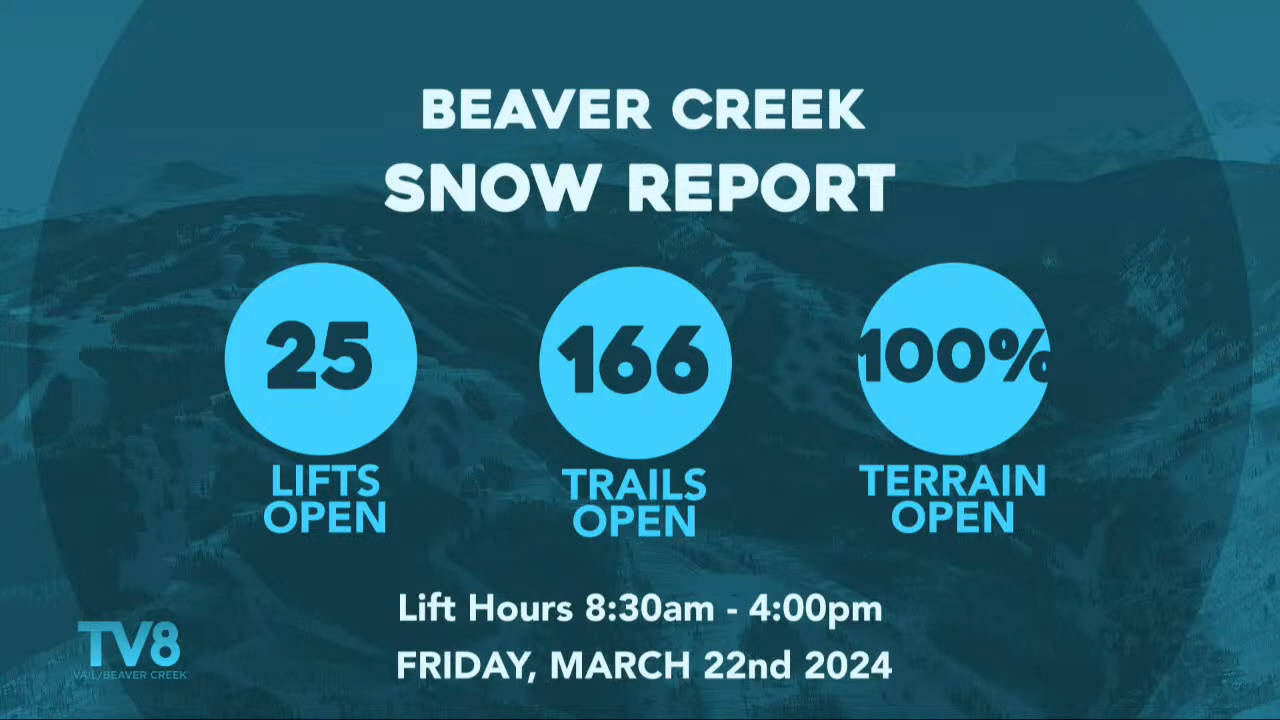 BEAVER CREEK
SNOW REPORT
25
LIFTS
OPEN
166
TRAILS
OPEN
100%
TERRAIN
OPEN
Lift Hours 8:30am - 4:00pm
FRIDAY, MARCH 22nd 2024
TV8
VAIL/BEAVER CREEK